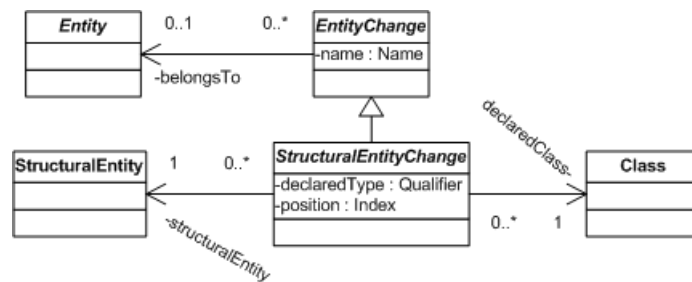 Entity
0..1
0..*
EntityChange
-name : Name
-belongsTo
StructuralEntity
1
0..*
StructuralEntityChange
-declaredType : Qualifier
-position : Index
declaredClass-
Class
0..*
1
-structuralEntity